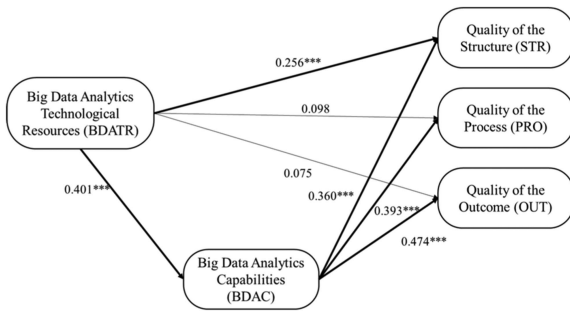 Quality of the
Structure (STR)
0.256***
Big Data Analytics
Technological
Resources (BDATR)
0.098
Quality of the
Process (PRO)
0.075
0.401***
0.360***
0.393***
Quality of the
Outcome (OUT)
0.474***
Big Data Analytics
Capabilities
(BDAC)